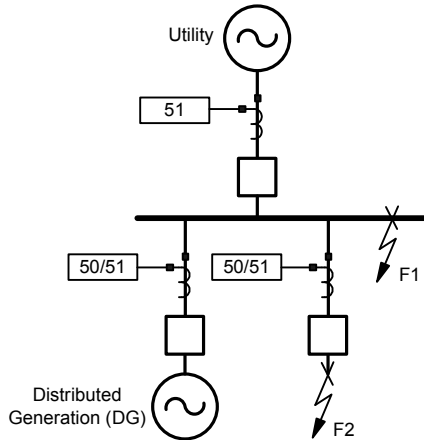 Utility
51
50/51
50/51
F1
Distributed
Generation (DG)
F2